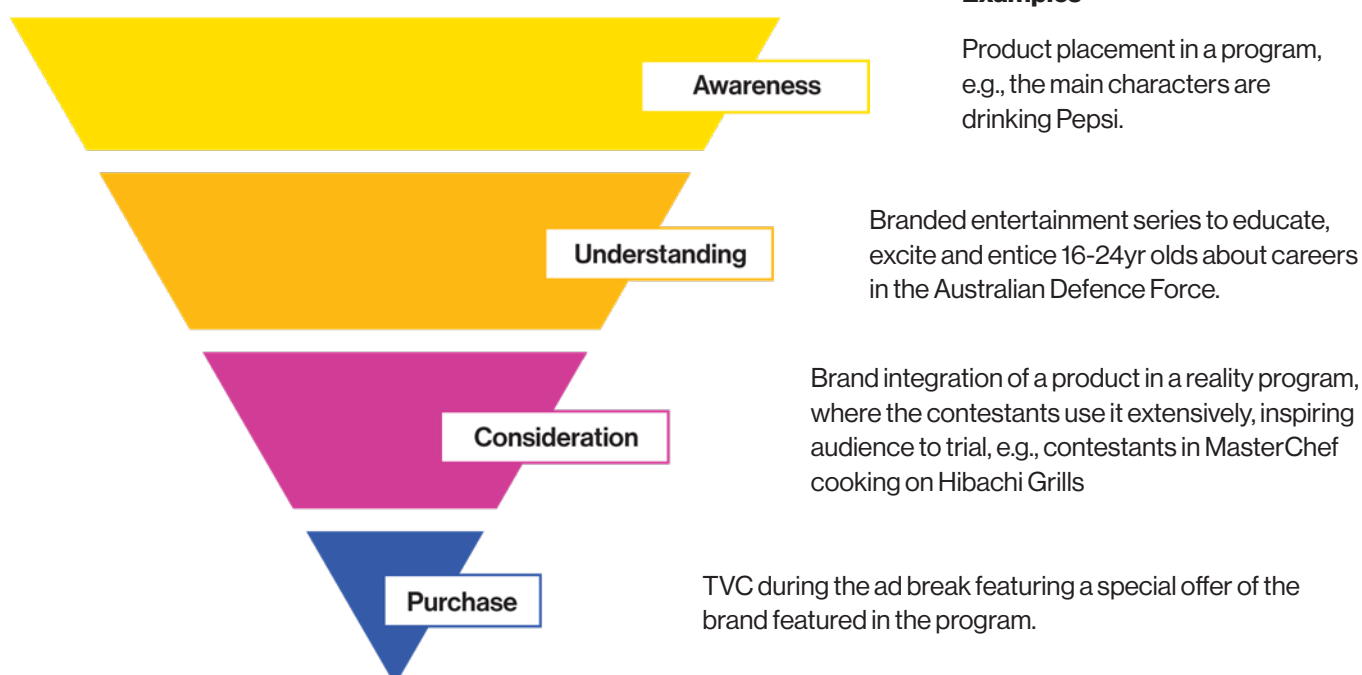 Examples
Product placement in a program,
e.g., the main characters are
drinking Pepsi.
Awareness
Branded entertainment series to educate,
excite and entice 16-24yr olds about careers
in the Australian Defence Force.
Understanding
Brand integration of a product in a reality program,
where the contestants use it extensively, inspiring
audience to trial, e.g., contestants in MasterChef
cooking on Hibachi Grills
Consideration
TVC during the ad break featuring a special offer of the
brand featured in the program.
Purchase